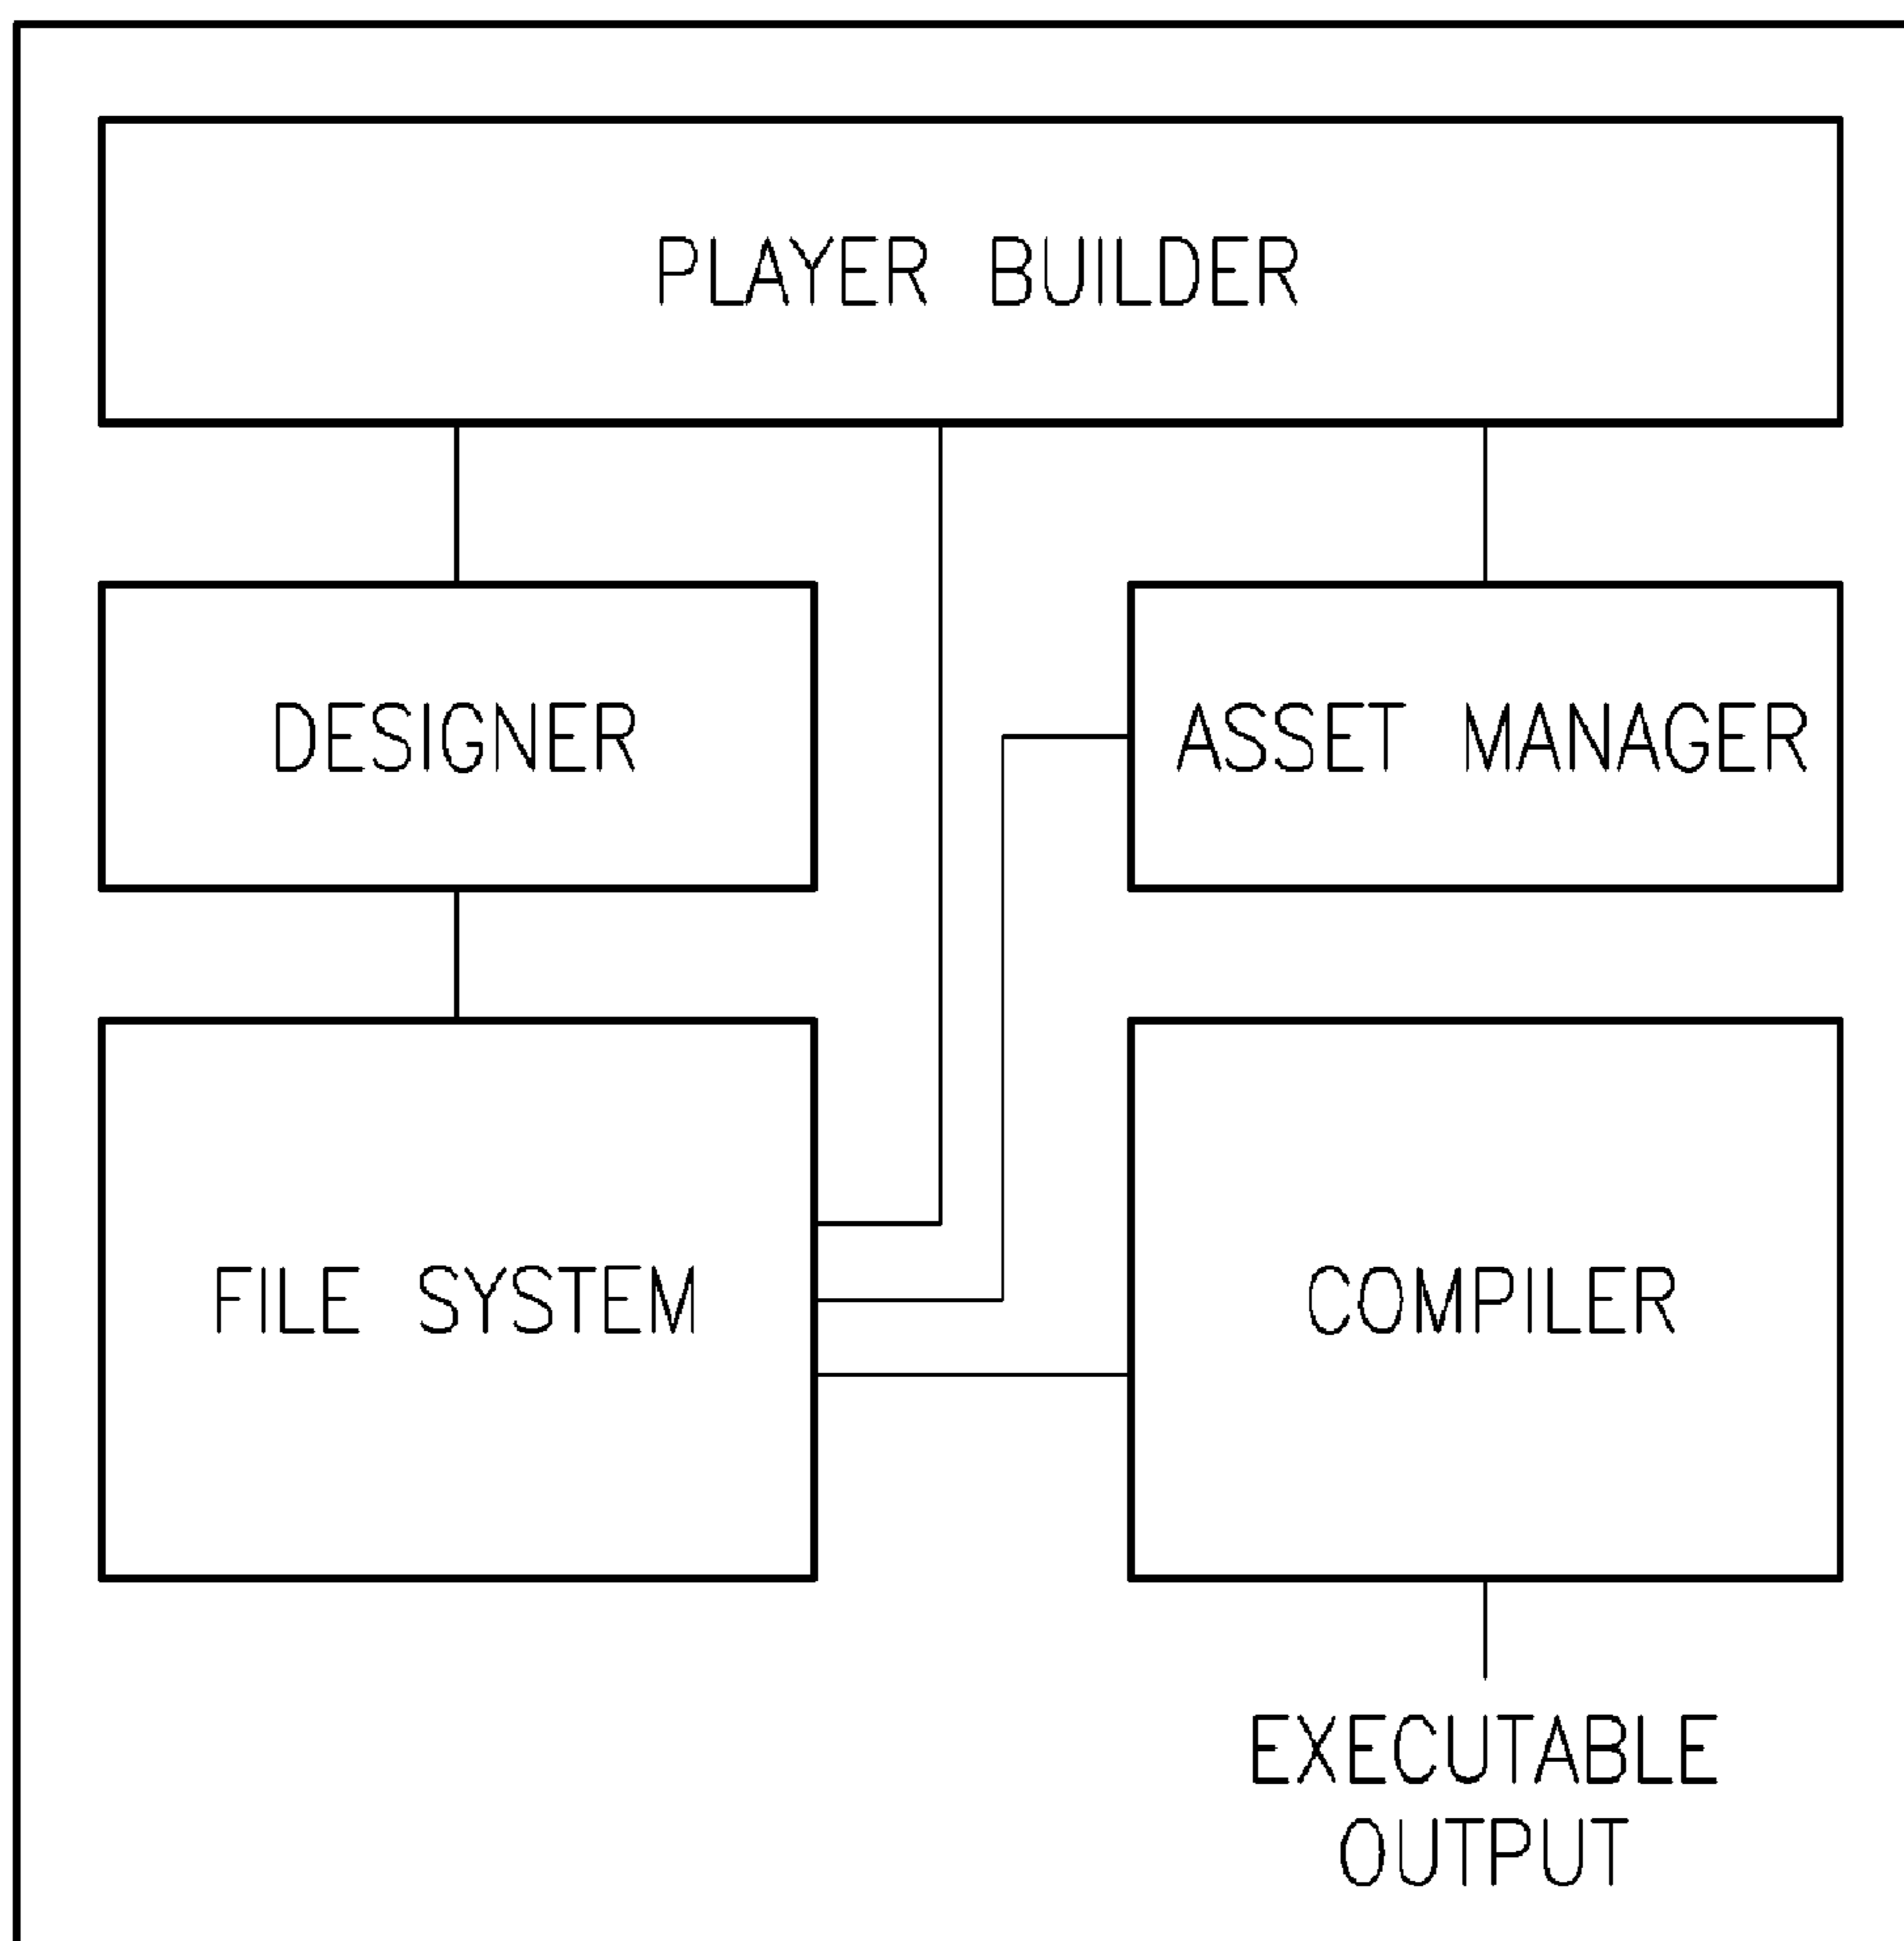 PLAYER BUILDER
DESIGNER
ASSET MANAGER
FILE SYSTEM
COMPILER
EXECUTABLE
OUTPUT